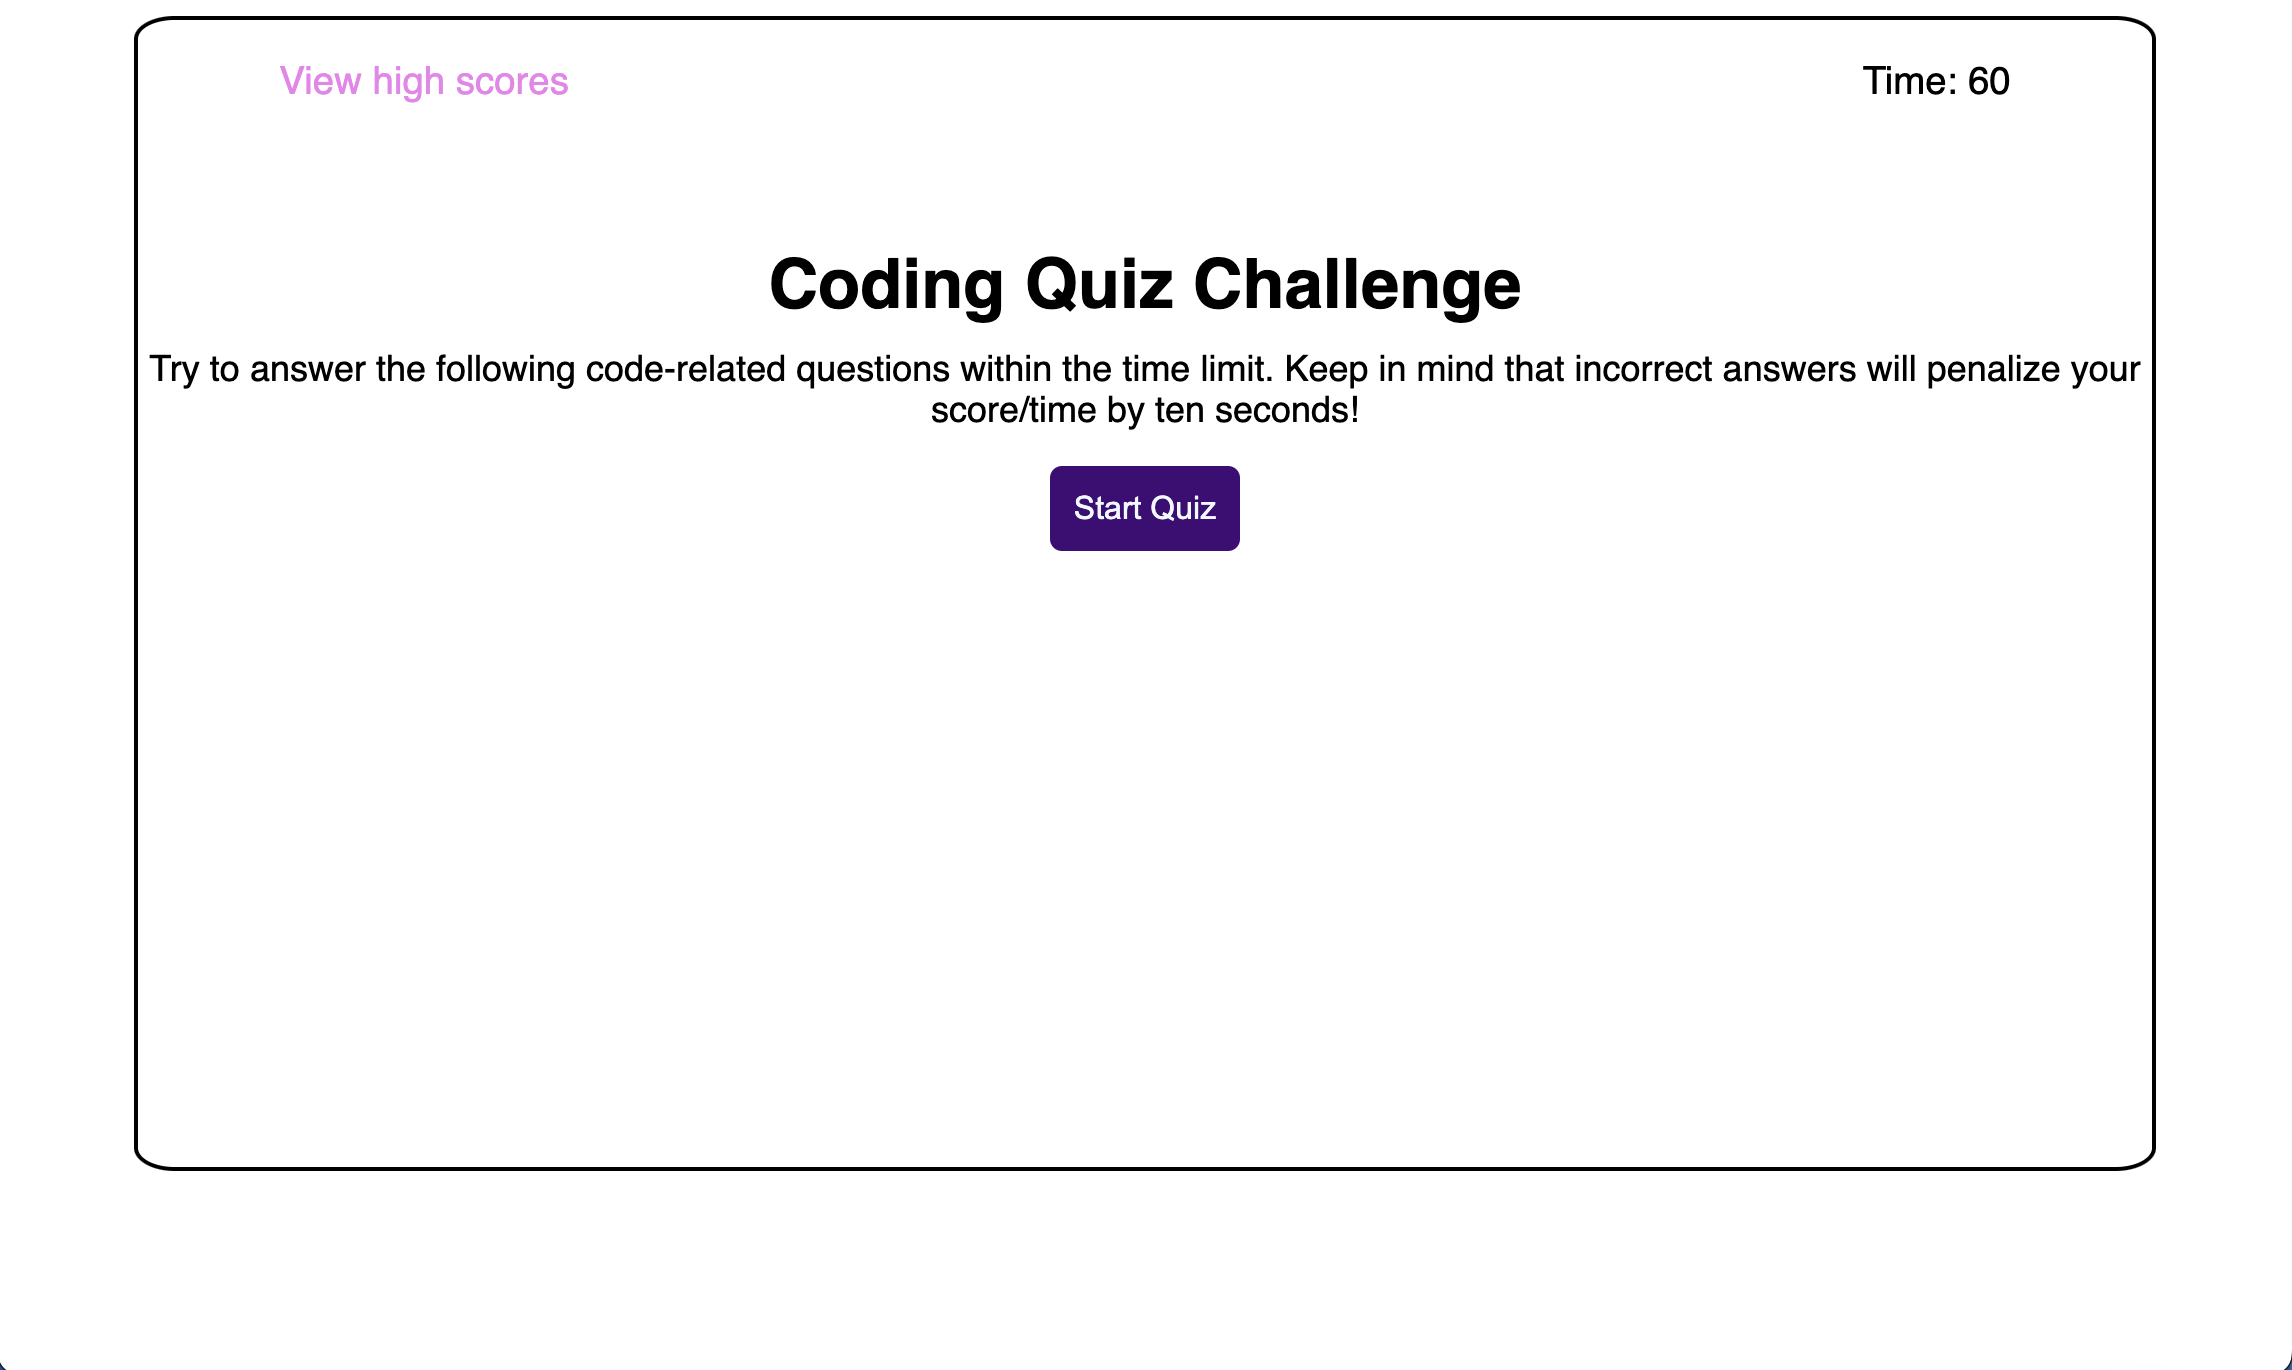 View high scores
Time: 60
Coding Quiz Challenge
Try to answer the following code-related questions within the time limit. Keep in mind that incorrect answers will penalize your
score/time by ten seconds!
Start Quiz